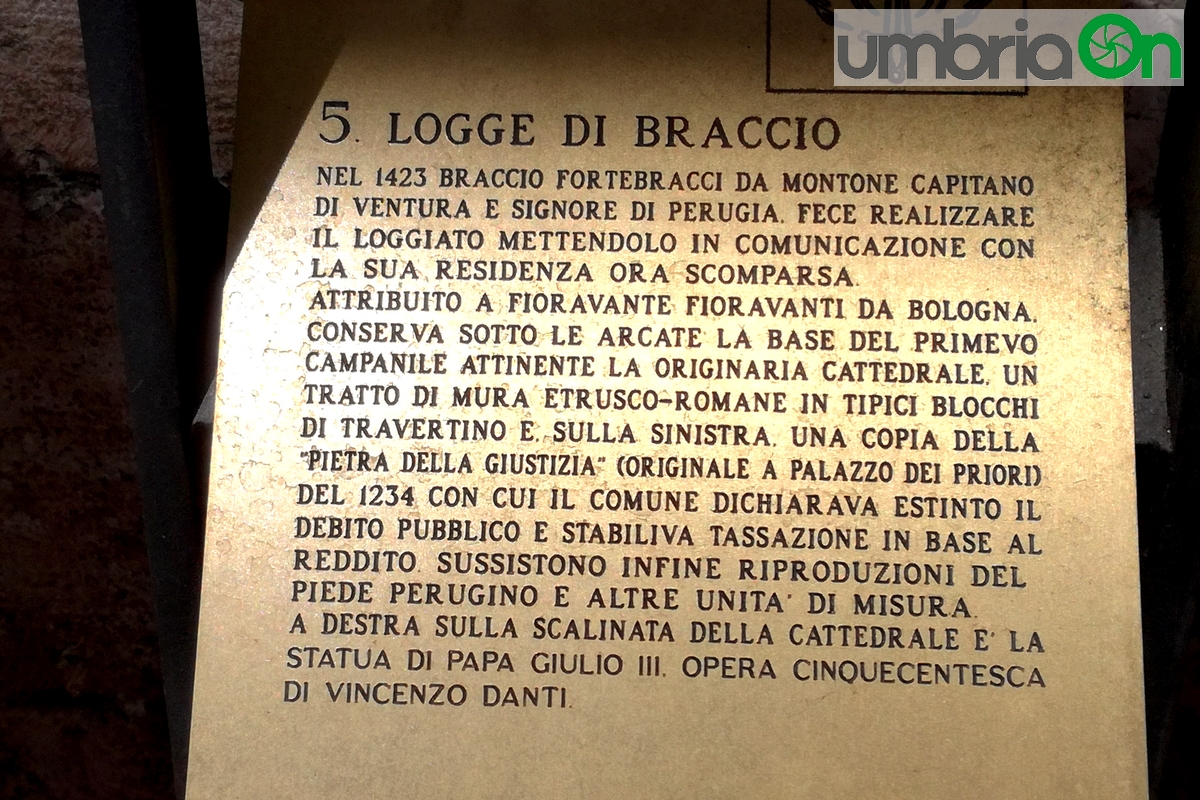 umbriaOn
5. LOGGE DI BRACCIO
NEL 1423 BRACCIO FORTEBRACCI DA MONTONE CAPITANO
DI VENTURA E SIGNORE DI PERUGIA, FECE REALIZZARE
IL LOGGIATO METTENDOLO IN COMUNICAZIONE CON
LA SUA RESIDENZA ORA SCOMPARSA.
ATTRIBUITO A FIORAVANTE FIORAVANTI DA BOLOGNA,
CONSERVA SOTTO LE ARCATE LA BASE DEL PRIMEVO
CAMPANILE ATTINENTE LA ORIGINARIA CATTEDRALE, UN
TRATTO DI MURA ETRUSCO-ROMANE IN TIPICI BLOCCHI
DI TRAVERTINO E, SULLA SINISTRA, UNA COPIA DELLA
"PIETRA DELLA GIUSTIZIA" (ORIGINALE A PALAZZO DEI PRIORI)
DEL 1234 CON CUI IL COMUNE DICHIARAVA ESTINTO IL
DEBITO PUBBLICO E STABILIVA TASSAZIONE IN BASE AL
REDDITO. SUSSISTONO INFINE RIPRODUZIONI DEL
PIEDE PERUGINO E ALTRE UNITA' DI MISURA.
A DESTRA SULLA SCALINATA DELLA CATTEDRALE E' LA
STATUA DI PAPA GIULIO III, OPERA CINQUECENTESCA
DI VINCENZO DANTI.